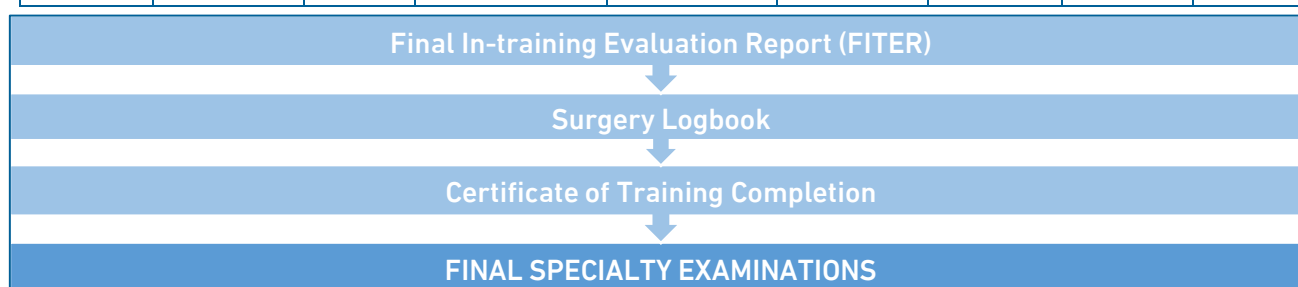 Final In-training Evaluation Report (FITER)
Surgery Logbook
Certificate of Training Completion
FINAL SPECIALTY EXAMINATIONS